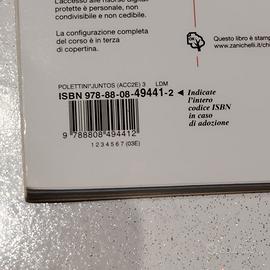 L'accesso alle risorse digitali
protette è personale, non
condivisibile e non cedibile.
La configurazione completa
del corso è in terza
di copertina.
Questo libro è stam
www.zanichelli.it/ch
POLETTINI*JUNTOS (ACC2E) 3 LDM
ISBN 978-88-08-49441-2
Indicate
l'intero
codice ISBN
in caso
di adozione
9 788808 494412
1 2 3 4 5 6 7 (03E)